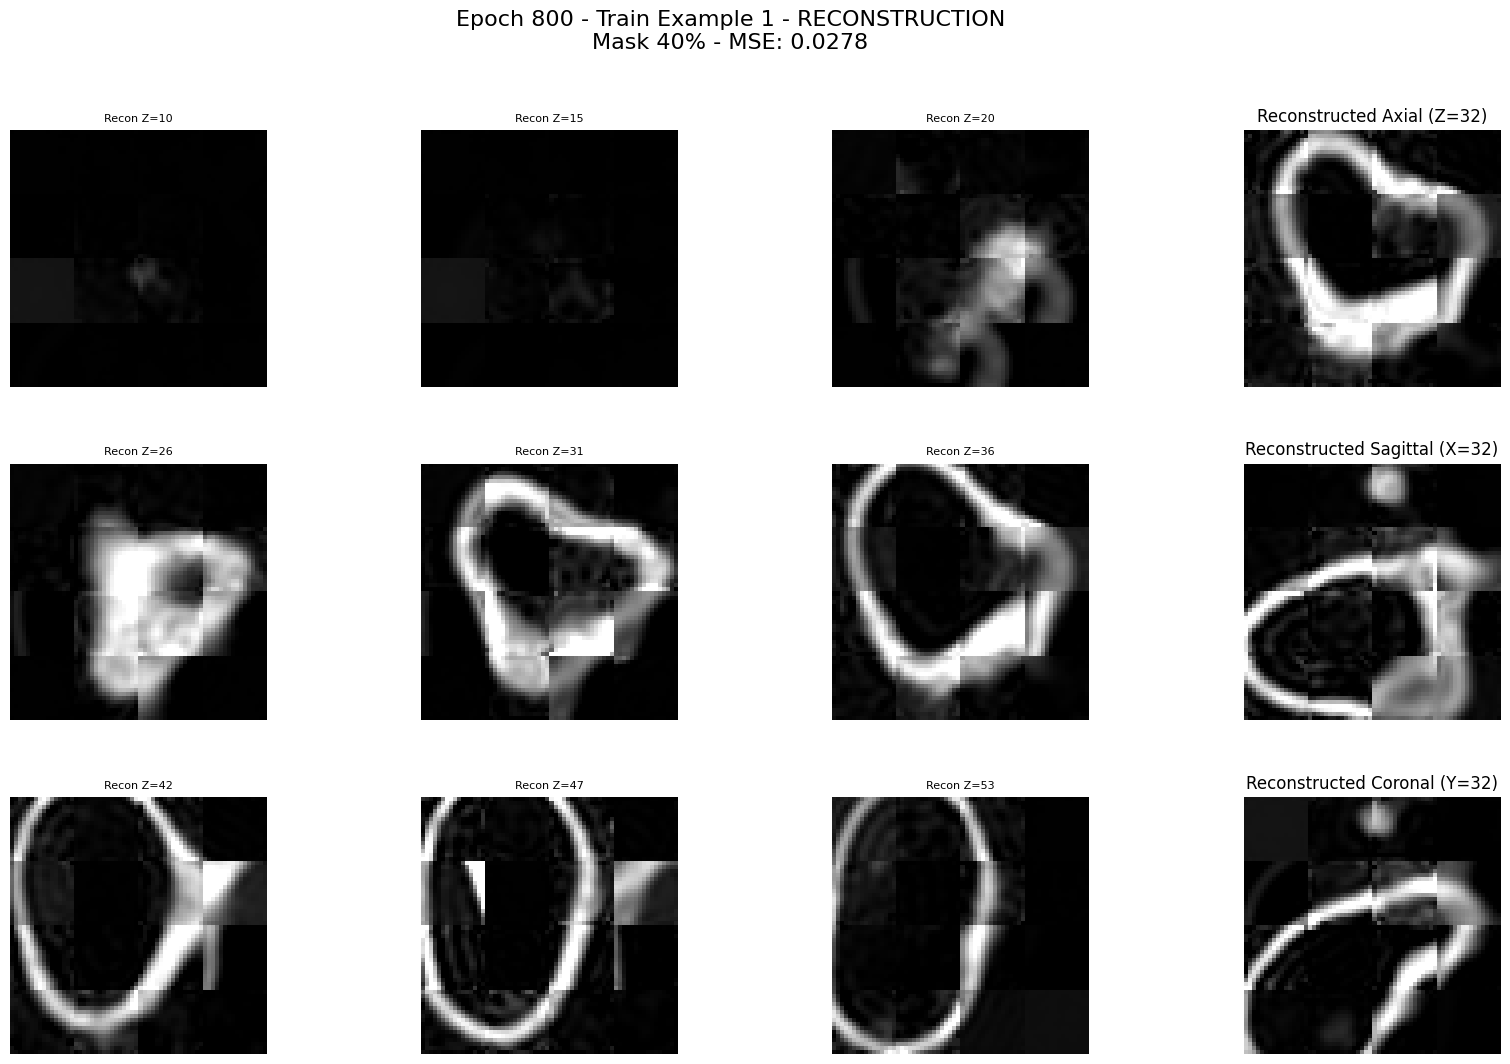 Epoch 800 - Train Example 1 - RECONSTRUCTION
Mask 40% - MSE: 0.0278
Recon Z=10
Recon Z=15
Recon Z=20
Reconstructed Axial (Z=32)
Recon Z=26
Recon Z=31
Recon Z=36
Reconstructed Sagittal (X=32)
Recon Z=42
Recon Z=47
Recon Z=53
Reconstructed Coronal (Y=32)